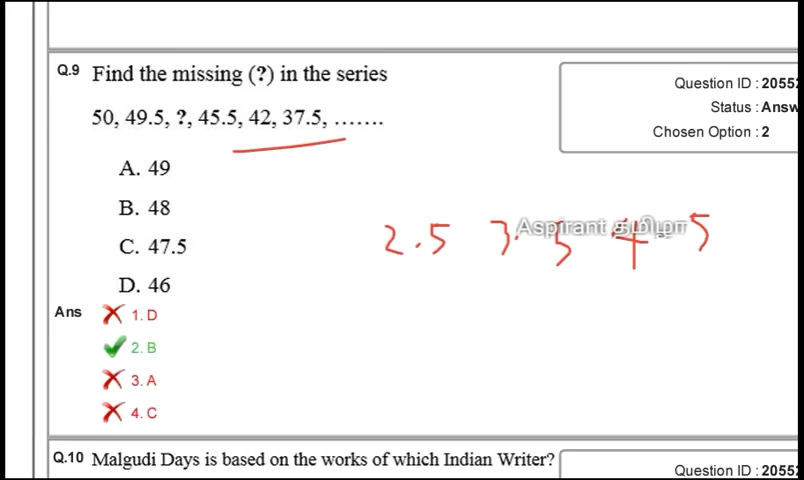 Q.9 Find the missing (?) in the series
Question ID : 2055
Status : Answ
Chosen Option : 2
50, 49.5, ?, 45.5, 42, 37.5, .......
A. 49
B. 48
C. 47.5
D. 46
2.5 3.5 4.5
Aspirant தமிழா
Ans
1. D
2. B
3. A
4. C
Q.10 Malgudi Days is based on the works of which Indian Writer?
Question ID : 2055